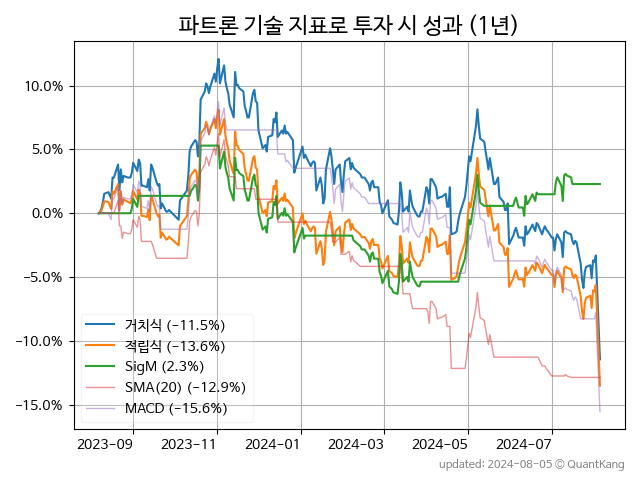 파트론 기술 지표로 투자 시 성과 (1년)
10.0%
5.0%
0.0%
−5.0%
−10.0%
−15.0%
거치식 (−11.5%)
적립식 (−13.6%)
SigM (2.3%)
SMA(20) (−12.9%)
MACD (−15.6%)
2023-09 2023-11 2024-01 2024-03 2024-05 2024-07
updated: 2024-08-05 © QuantKang